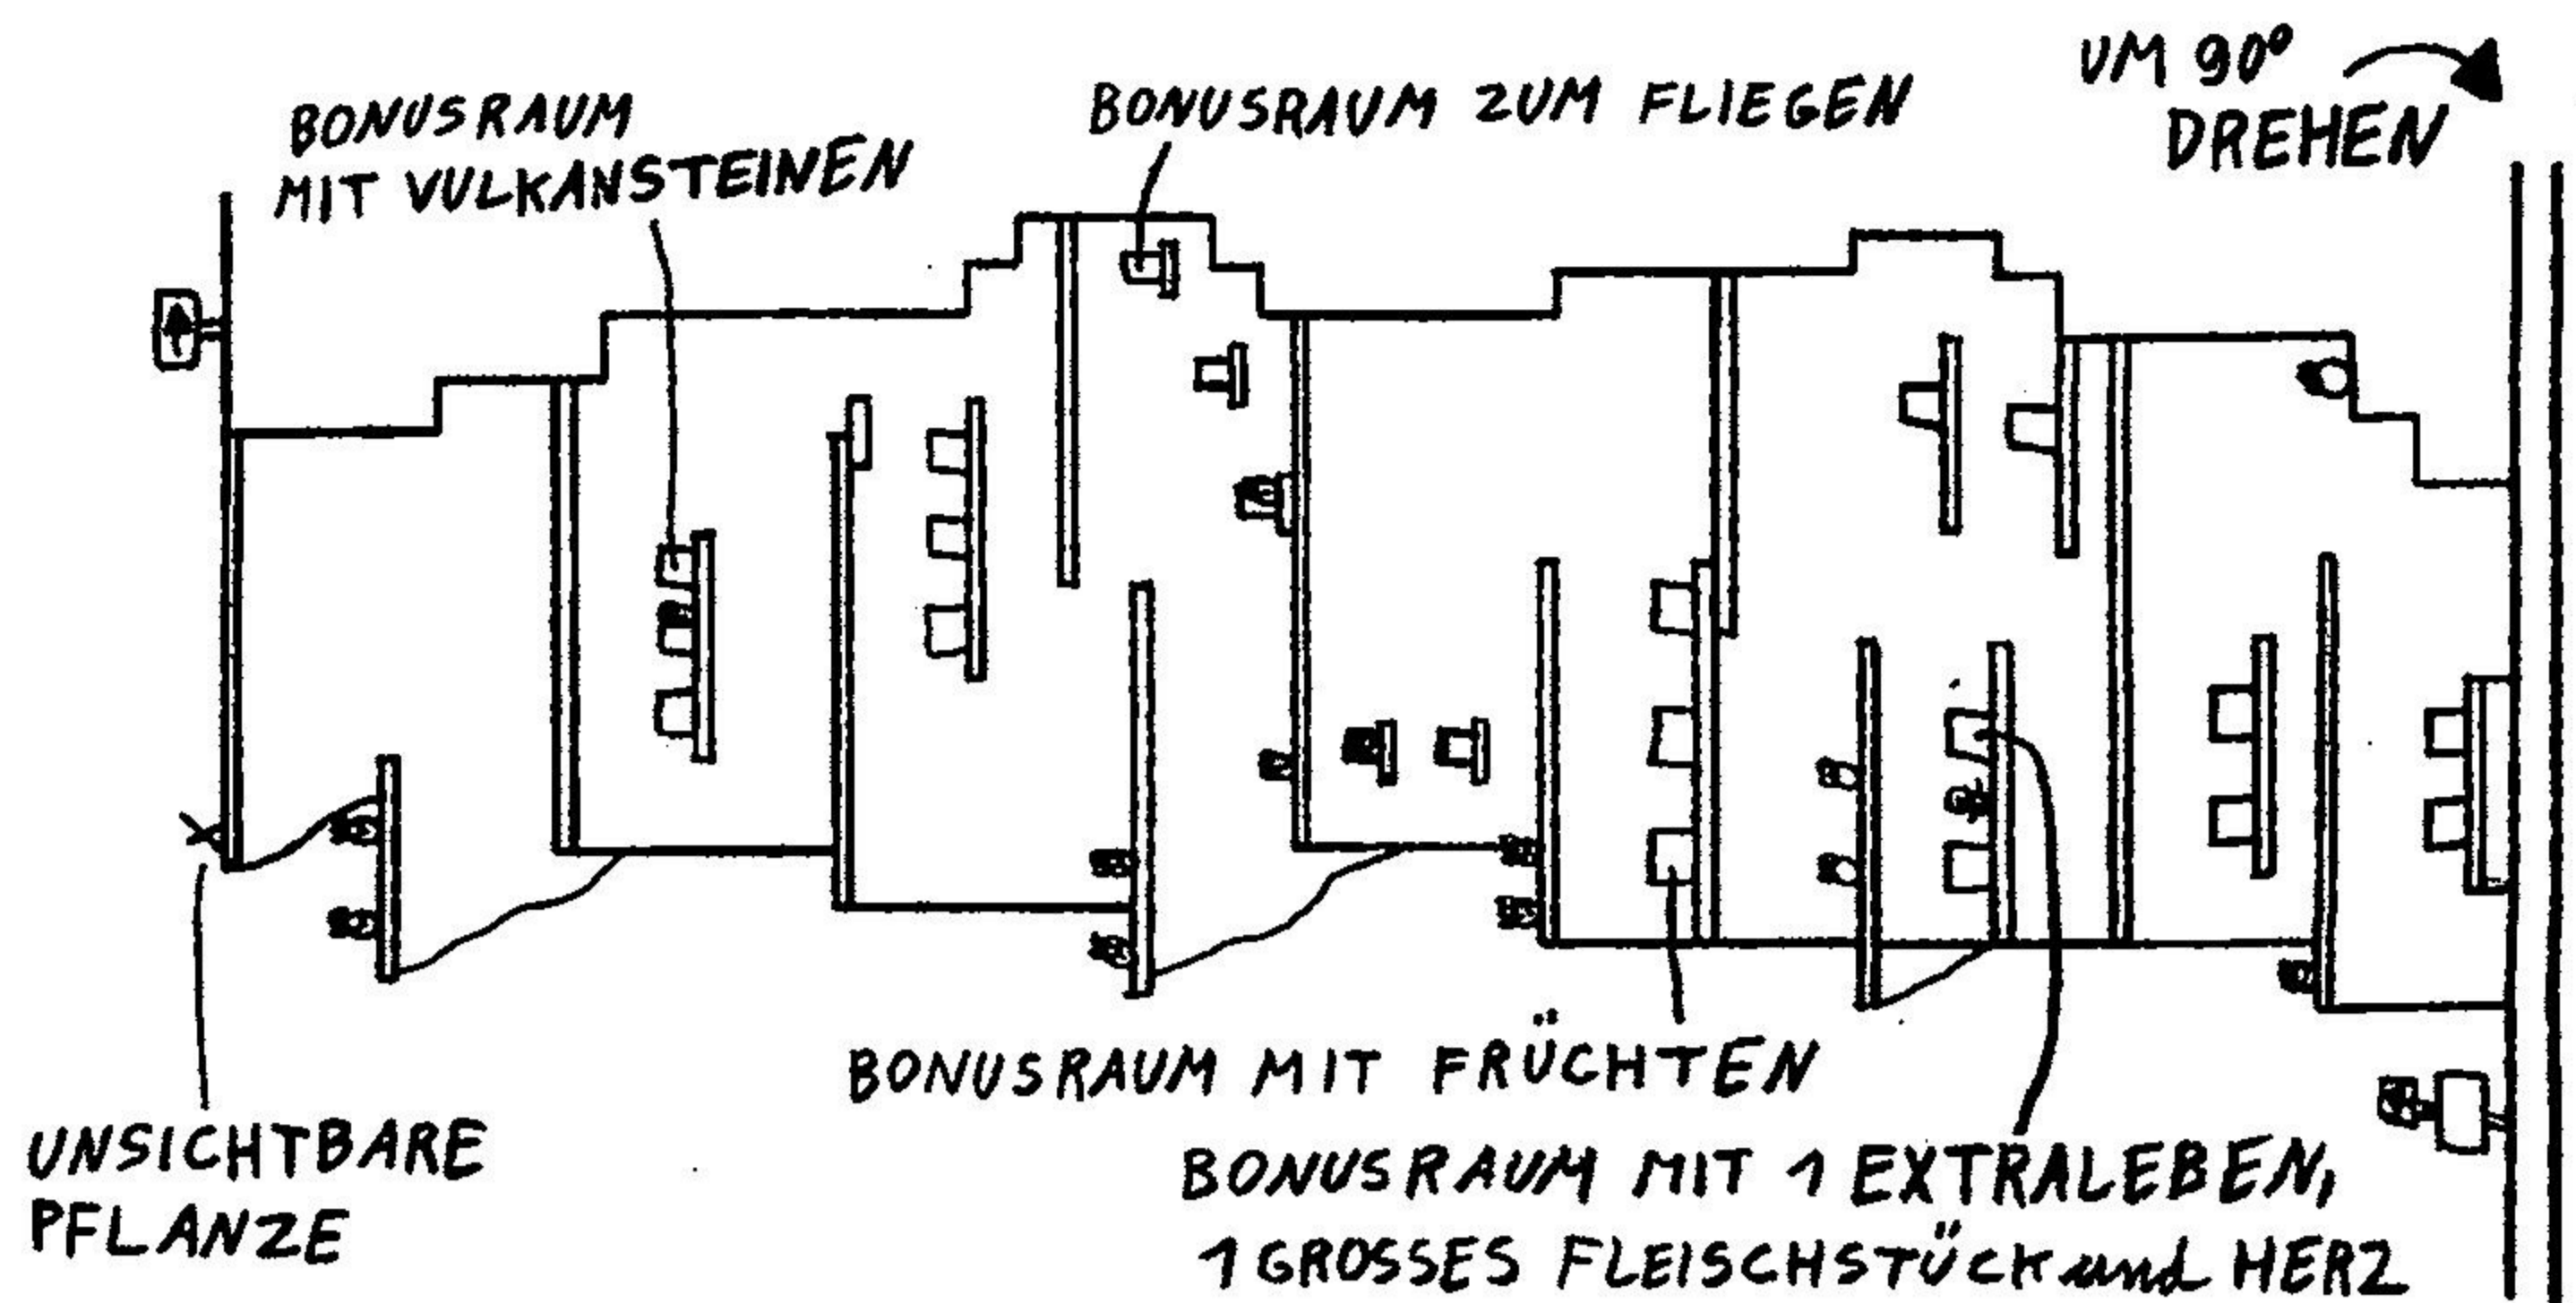 UM 90°
DREHEN
BONUSRAUM
MIT VULKANSTEINEN
BONUSRAUM ZUM FLIEGEN
BONUSRAUM MIT FRÜCHTEN
UNSICHTBARE
PFLANZE
BONUSRAUM MIT 1 EXTRALEBEN,
1 GROSSES FLEISCHSTÜCK und HERZ